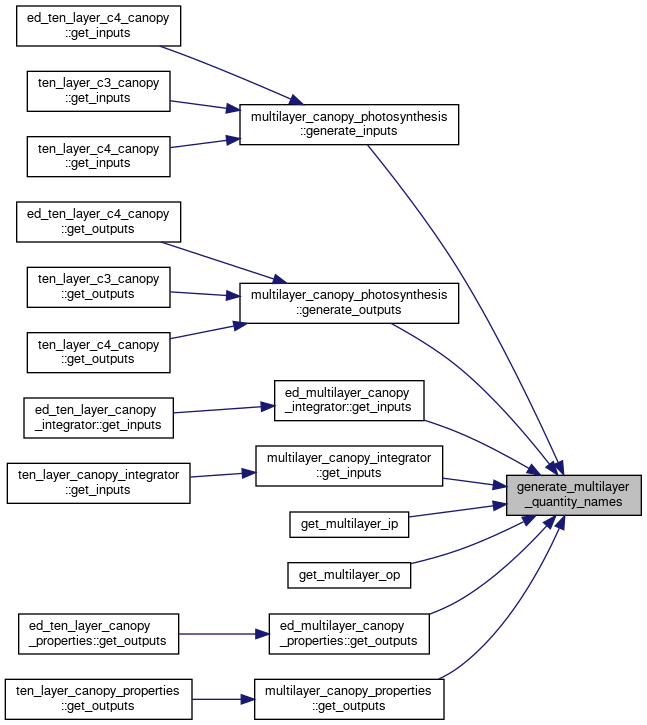 ed_ten_layer_c4_canopy
::get_inputs
ten_layer_c3_canopy
::get_inputs
ten_layer_c4_canopy
::get_inputs
multilayer_canopy_photosynthesis
::generate_inputs
ed_ten_layer_c4_canopy
::get_outputs
ten_layer_c3_canopy
::get_outputs
ten_layer_c4_canopy
::get_outputs
multilayer_canopy_photosynthesis
::generate_outputs
ed_ten_layer_canopy
_integrator::get_inputs
ed_multilayer_canopy
_integrator::get_inputs
ten_layer_canopy_integrator
::get_inputs
multilayer_canopy_integrator
::get_inputs
generate_multilayer
_quantity_names
get_multilayer_ip
get_multilayer_op
ed_ten_layer_canopy
_properties::get_outputs
ed_multilayer_canopy
_properties::get_outputs
ten_layer_canopy_properties
::get_outputs
multilayer_canopy_properties
::get_outputs